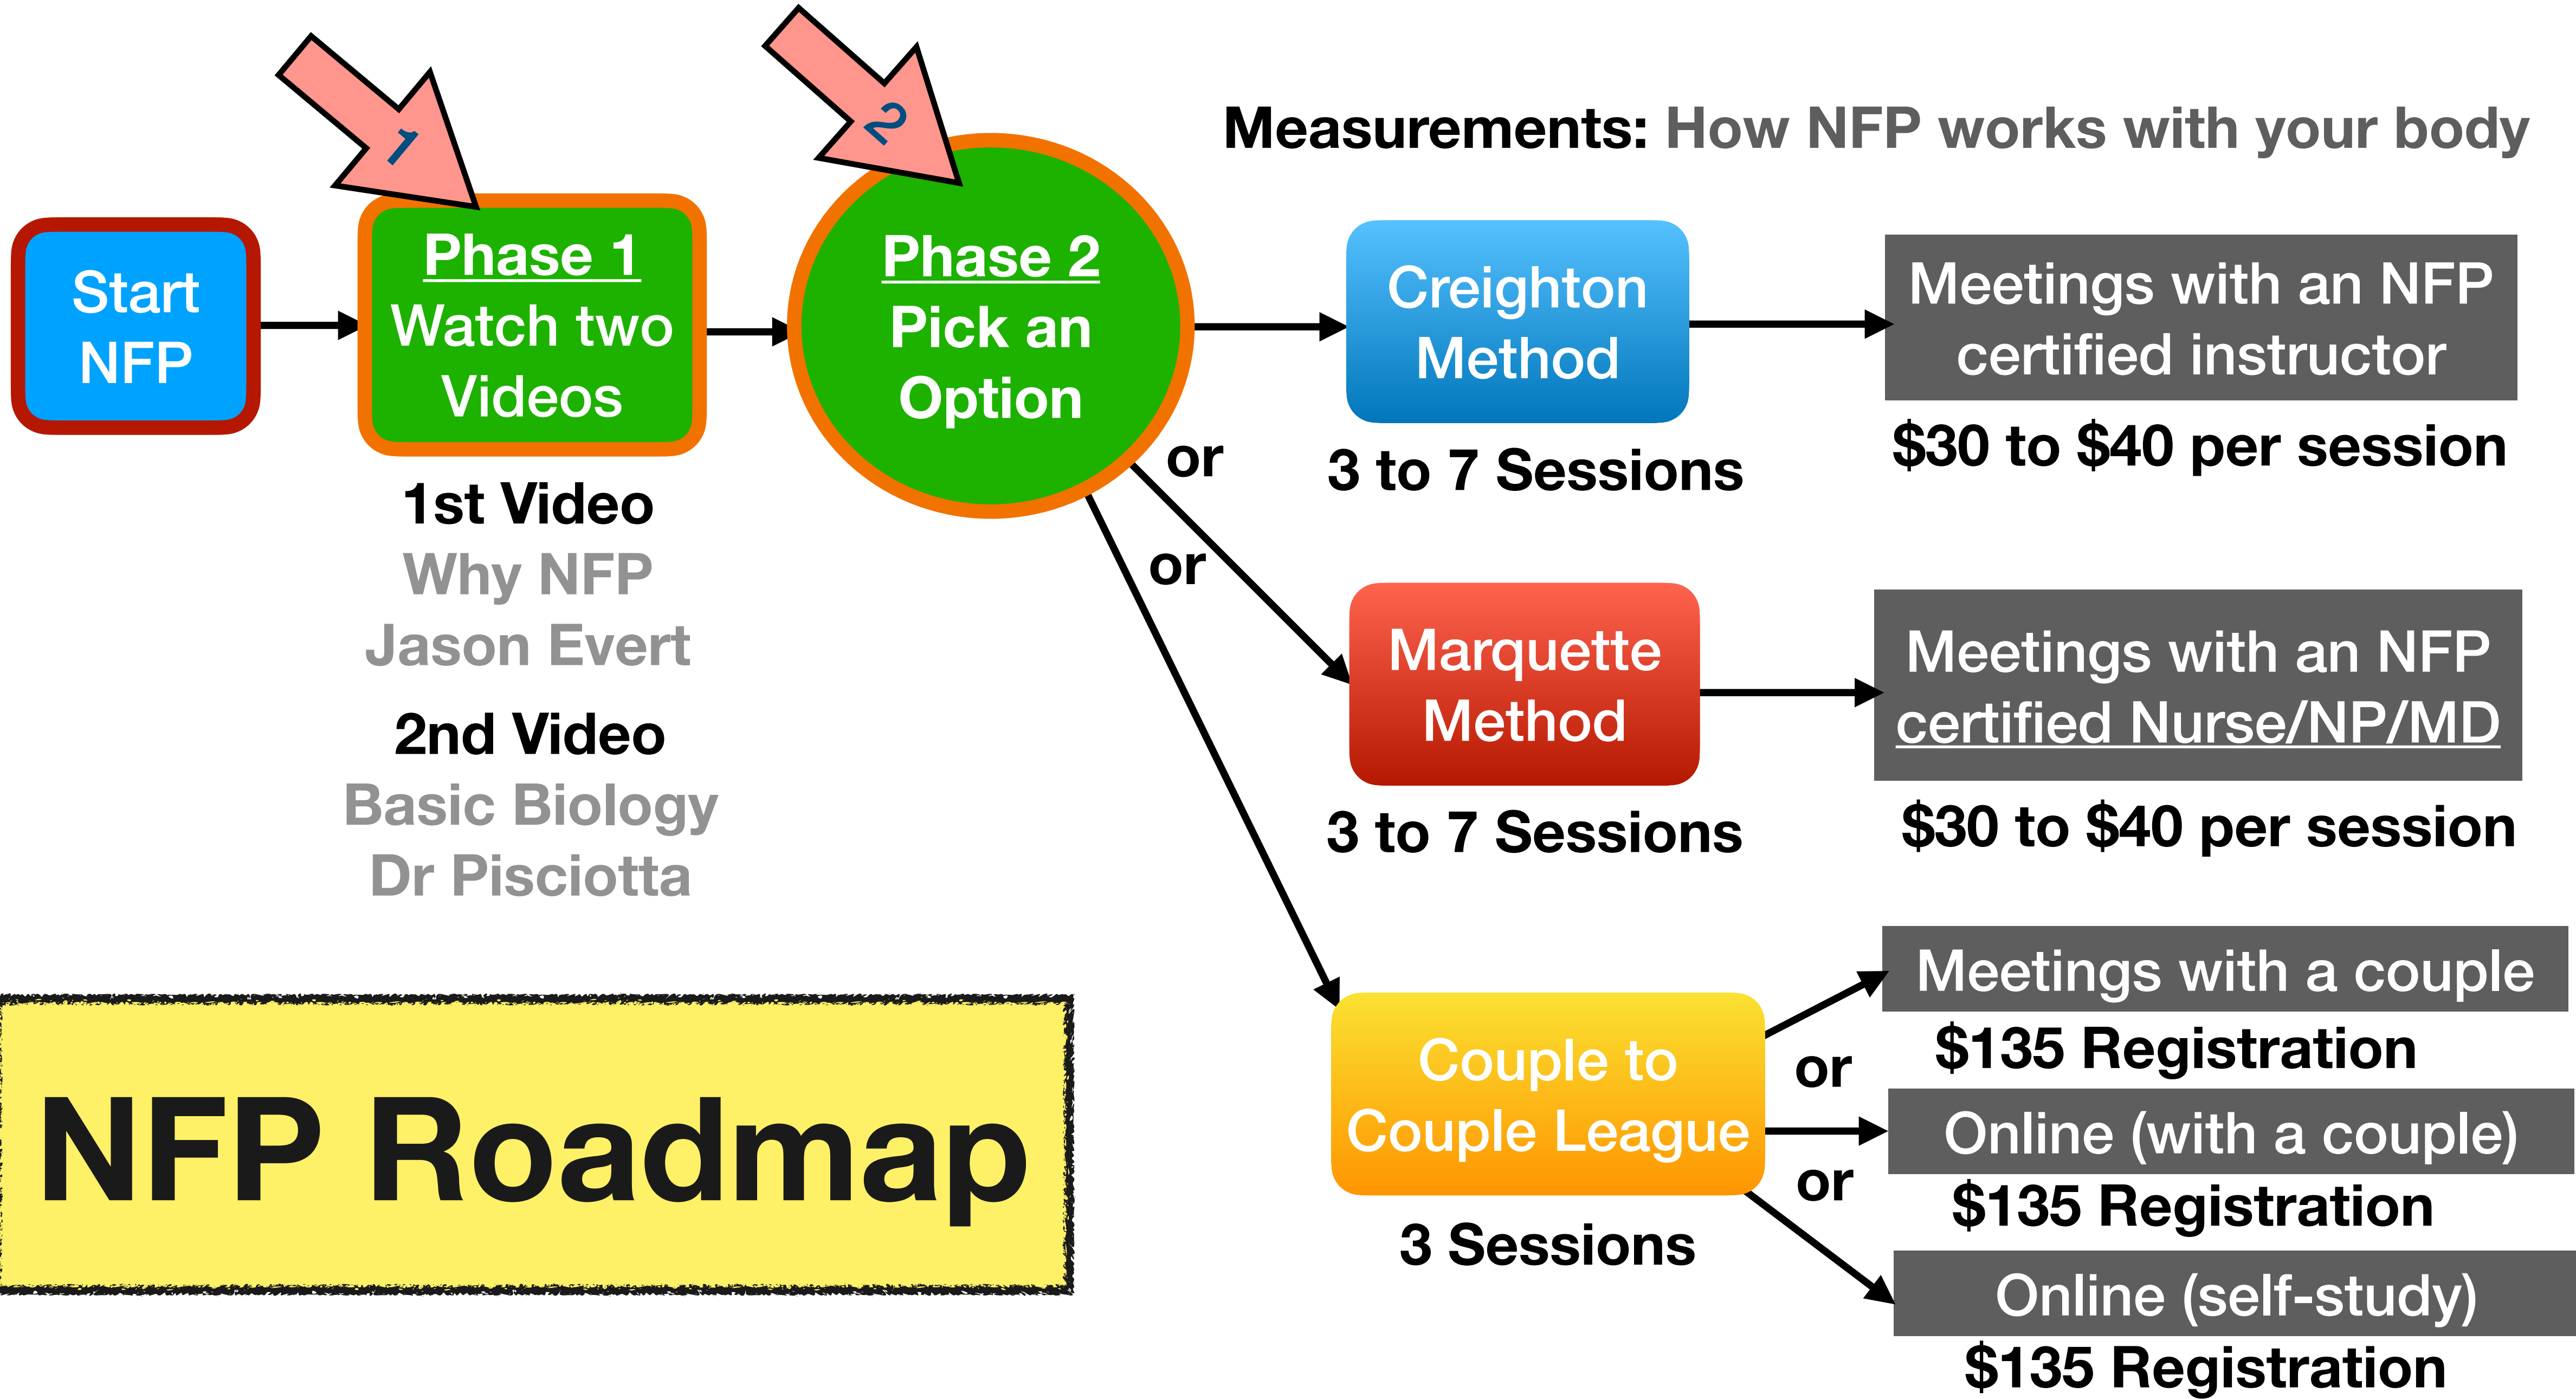 1
2
Measurements: How NFP works with your body
Start
NFP
Phase 1
Watch two
Videos
1st Video
Why NFP
Jason Evert
2nd Video
Basic Biology
Dr Pisciotta
Phase 2
Pick an
Option
or
or
Creighton
Method
3 to 7 Sessions
Meetings with an NFP
certified instructor
$30 to $40 per session
Marquette
Method
3 to 7 Sessions
Meetings with an NFP
certified Nurse/NP/MD
$30 to $40 per session
Couple to
Couple League
3 Sessions
Meetings with a couple
$135 Registration
or
Online (with a couple)
$135 Registration
or
Online (self-study)
$135 Registration
NFP Roadmap